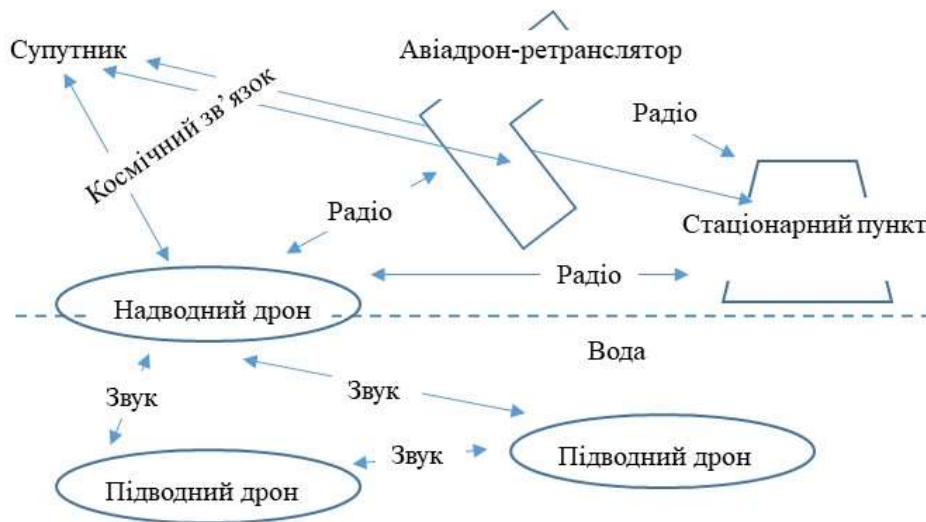 Супутник
Авіадрон-ретранслятор
Космічний зв’язок
Радіо
Радіо
Стаціонарний пункт
Радіо
Надводний дрон
Вода
Звук
Звук
Звук
Підводний дрон
Підводний дрон